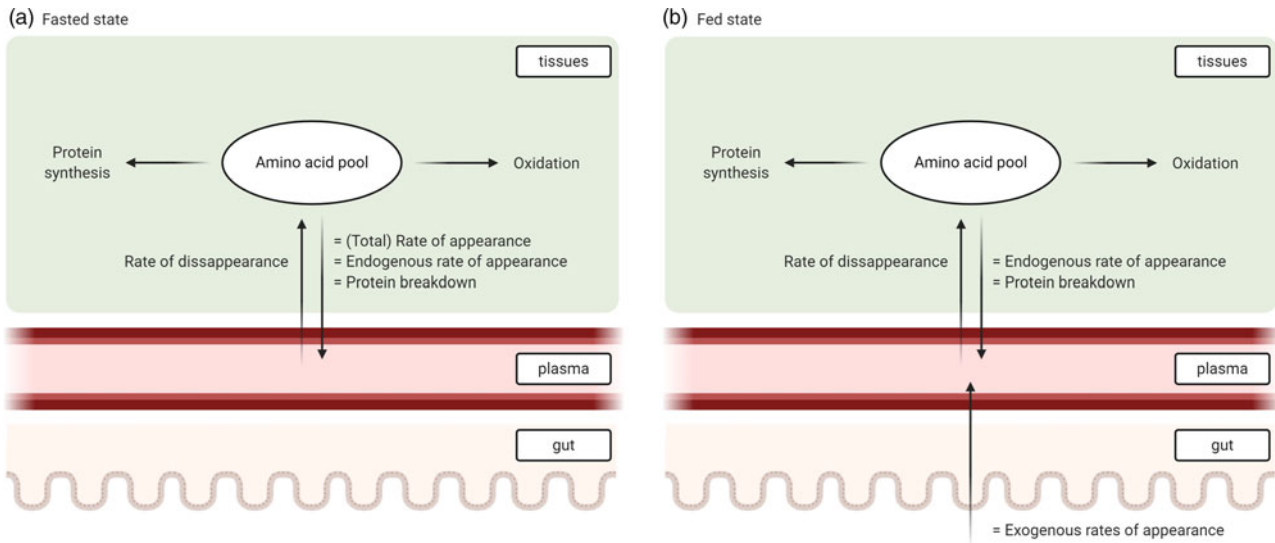 (a) Fasted state
tissues
Protein
synthesis
Amino acid pool
Oxidation
Rate of dissappearance
= (Total) Rate of appearance
= Endogenous rate of appearance
= Protein breakdown
plasma
gut
(b) Fed state
tissues
Protein
synthesis
Amino acid pool
Oxidation
Rate of dissappearance
= Endogenous rate of appearance
= Protein breakdown
plasma
gut
= Exogenous rates of appearance